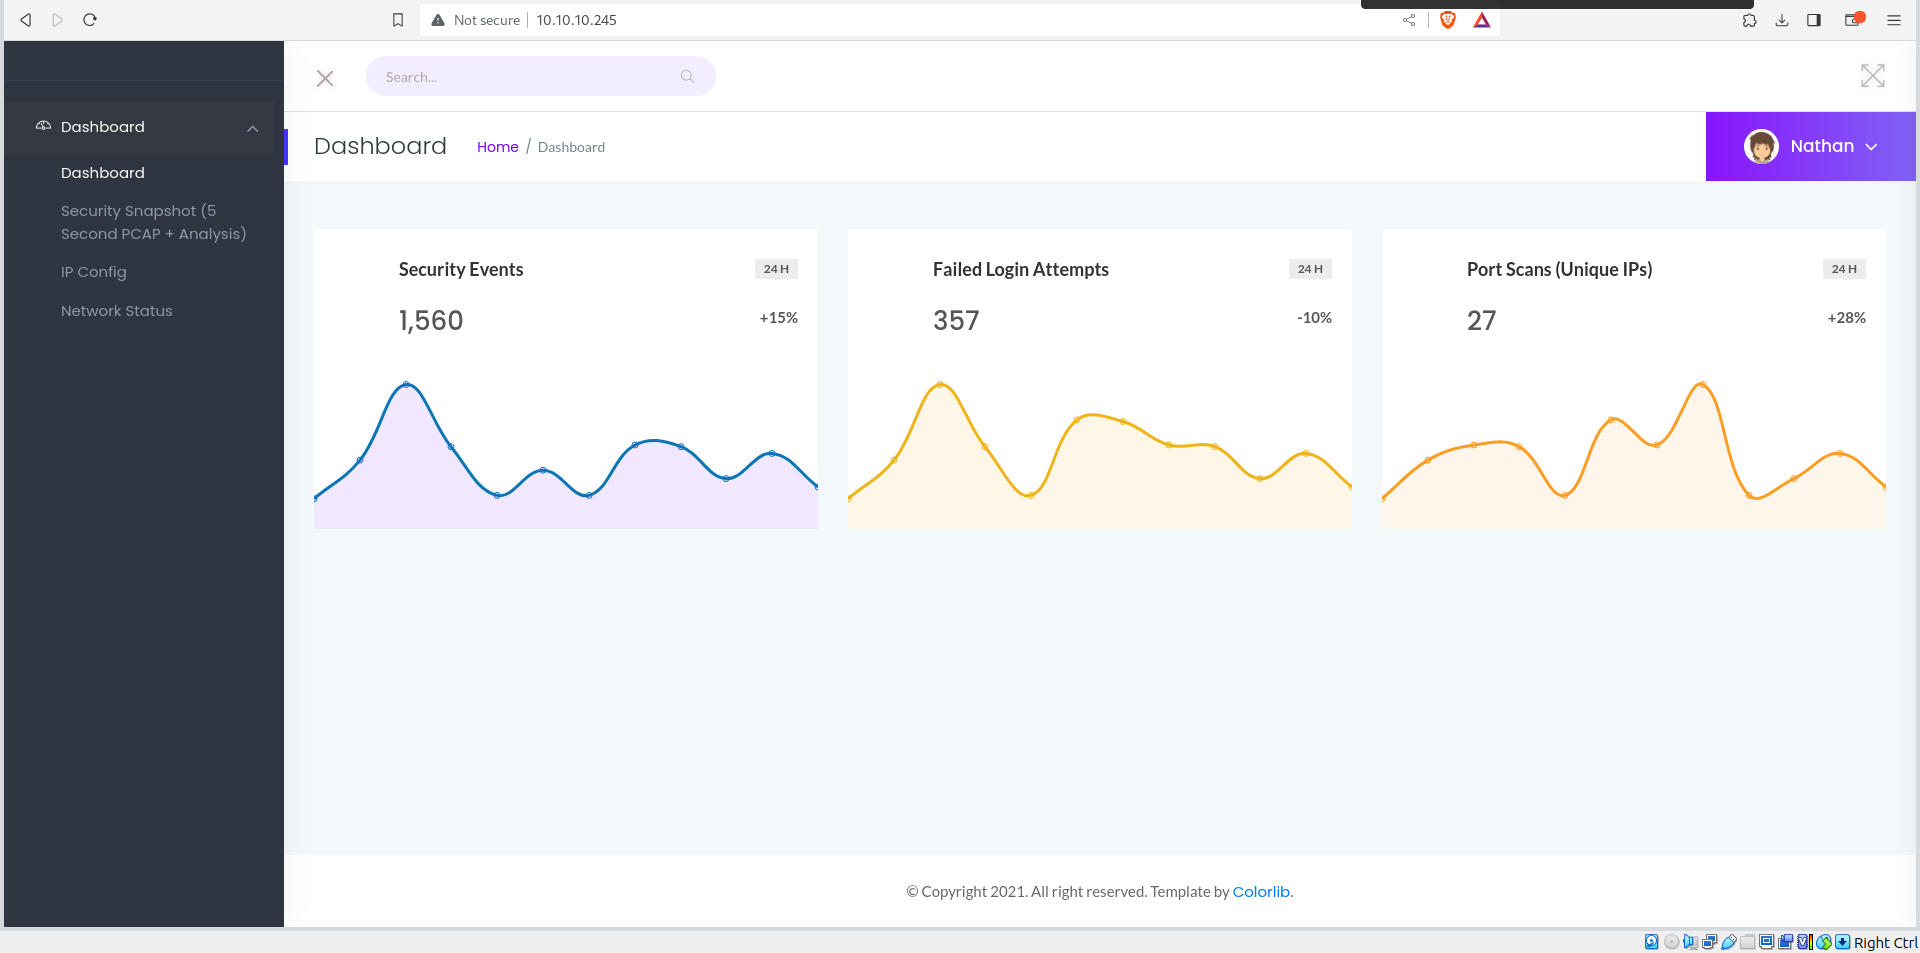 Not secure 10.10.10.245
Search...
Dashboard
Dashboard
Security Snapshot (5
Second PCAP + Analysis)
IP Config
Network Status
Dashboard Home / Dashboard
Nathan
Security Events 24 H
1,560 +15%
Failed Login Attempts 24 H
357 -10%
Port Scans (Unique IPs) 24 H
27 +28%
© Copyright 2021. All right reserved. Template by Colorlib.
Right Ctrl